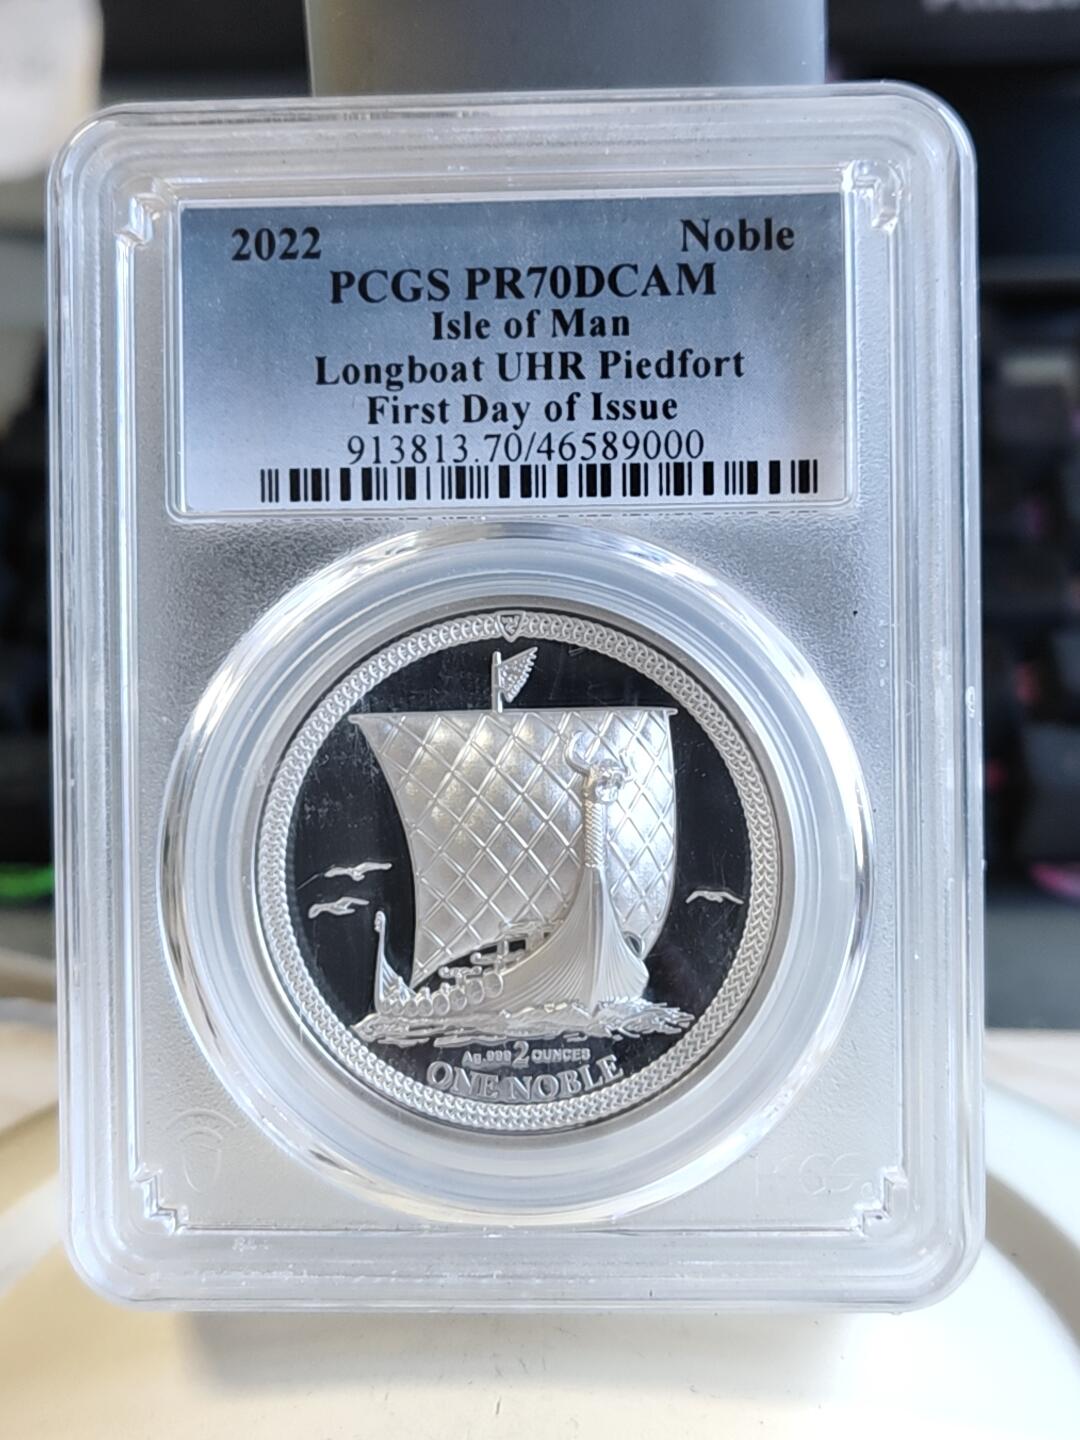 2022 Noble
PCGS PR70DCAM
Isle of Man
Longboat UHR Piedfort
First Day of Issue
913813.70/46589000
Ag.999 2 OUNCES
ONE NOBLE
PCGS